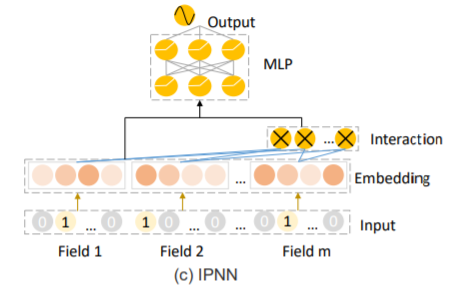 Output
MLP
... Interaction
... Embedding
0 1 ... 0 1 0 ... 0 ... 0 1 ... 0 Input
Field 1 Field 2 Field m
(c) IPNN